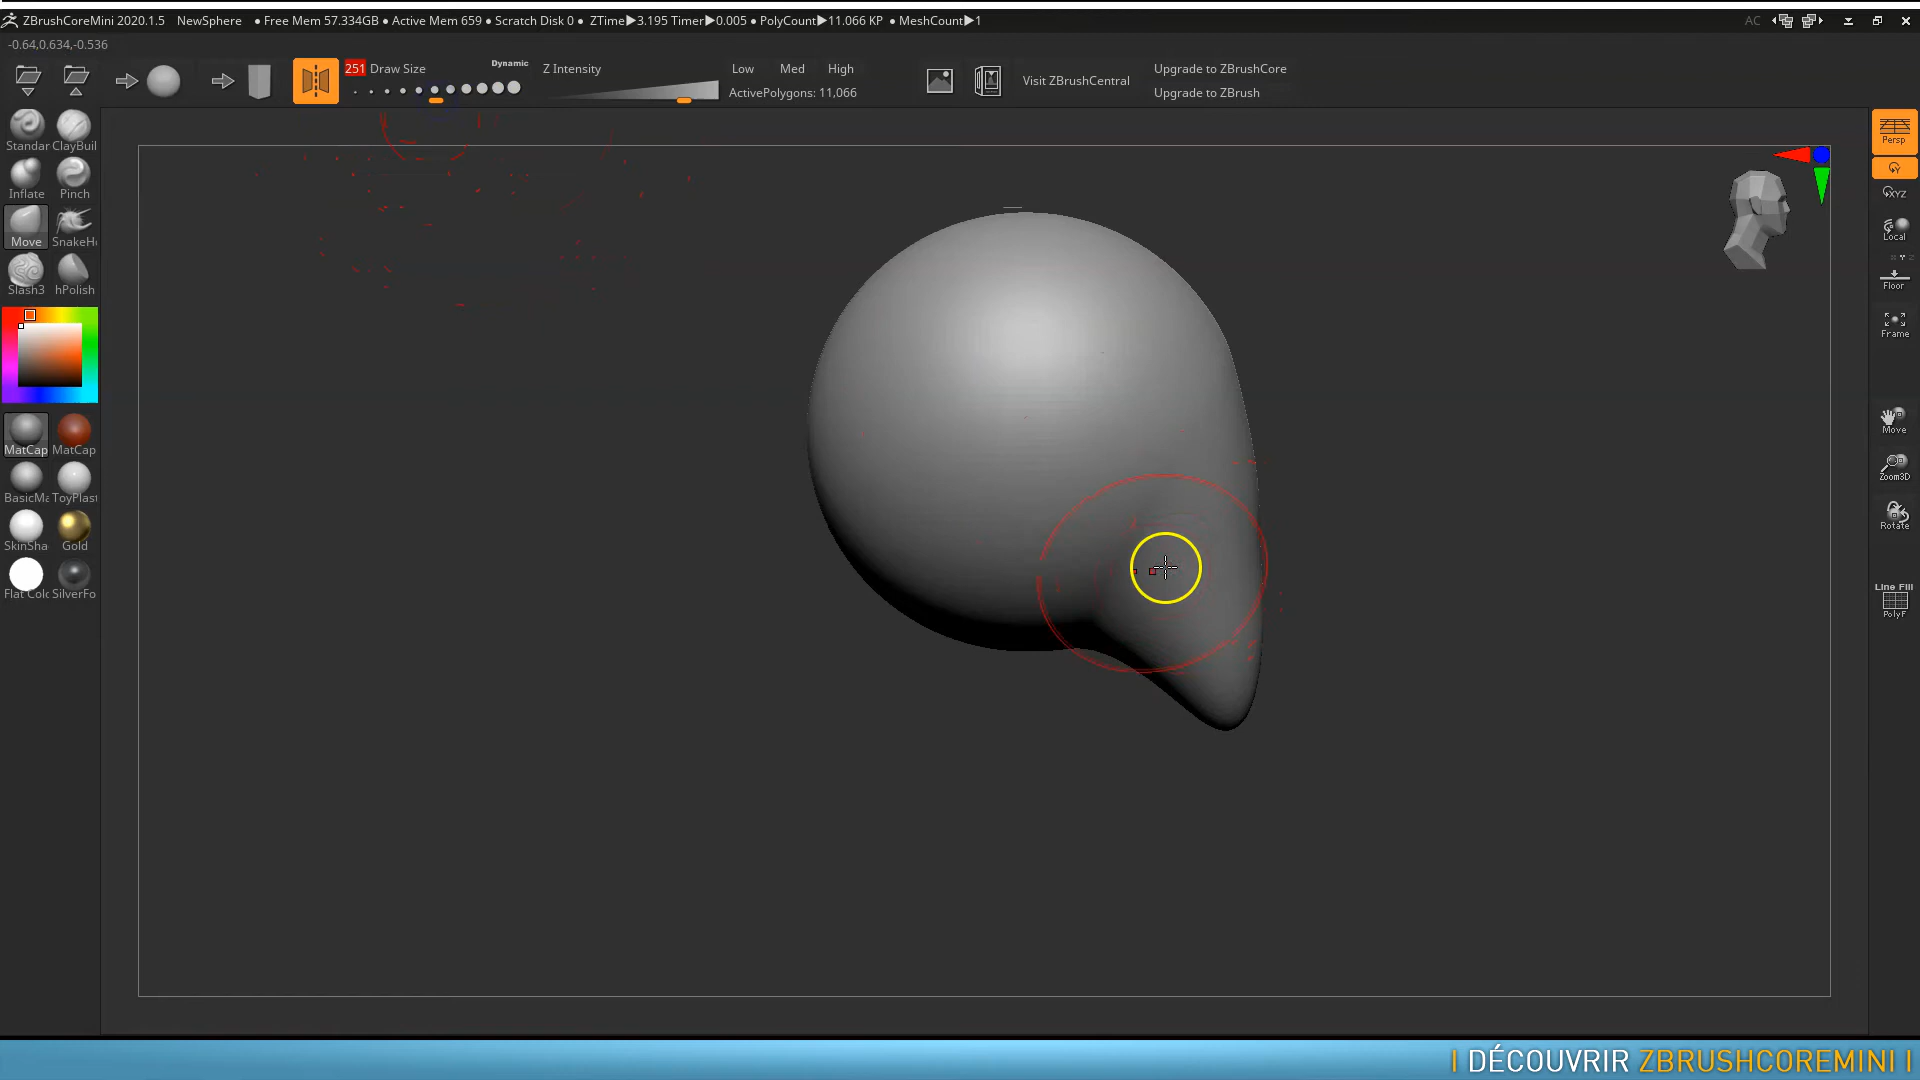 ZBrushCoreMini 2020.1.5 NewSphere ● Free Mem 57.334GB ● Active Mem 659 ● Scratch Disk 0 ● ZTime▶3.195 Timer▶0.005 ● PolyCount▶11.066 KP ● MeshCount▶1 AC
-0.64,0.634,-0.536
251 Draw Size Dynamic Z Intensity Low Med High
ActivePolygons: 11,066
Visit ZBrushCentral
Upgrade to ZBrushCore
Upgrade to ZBrush
Standar ClayBuil
Inflate Pinch
Move SnakeH
Slash3 hPolish
MatCap MatCap
BasicMa ToyPlast
SkinSha Gold
Flat Colo SilverFo
Persp
XYZ
Local
Floor
Frame
Move
Zoom3D
Rotate
Line Fill
PolyF
| DÉCOUVRIR ZBRUSHCOREMINI |